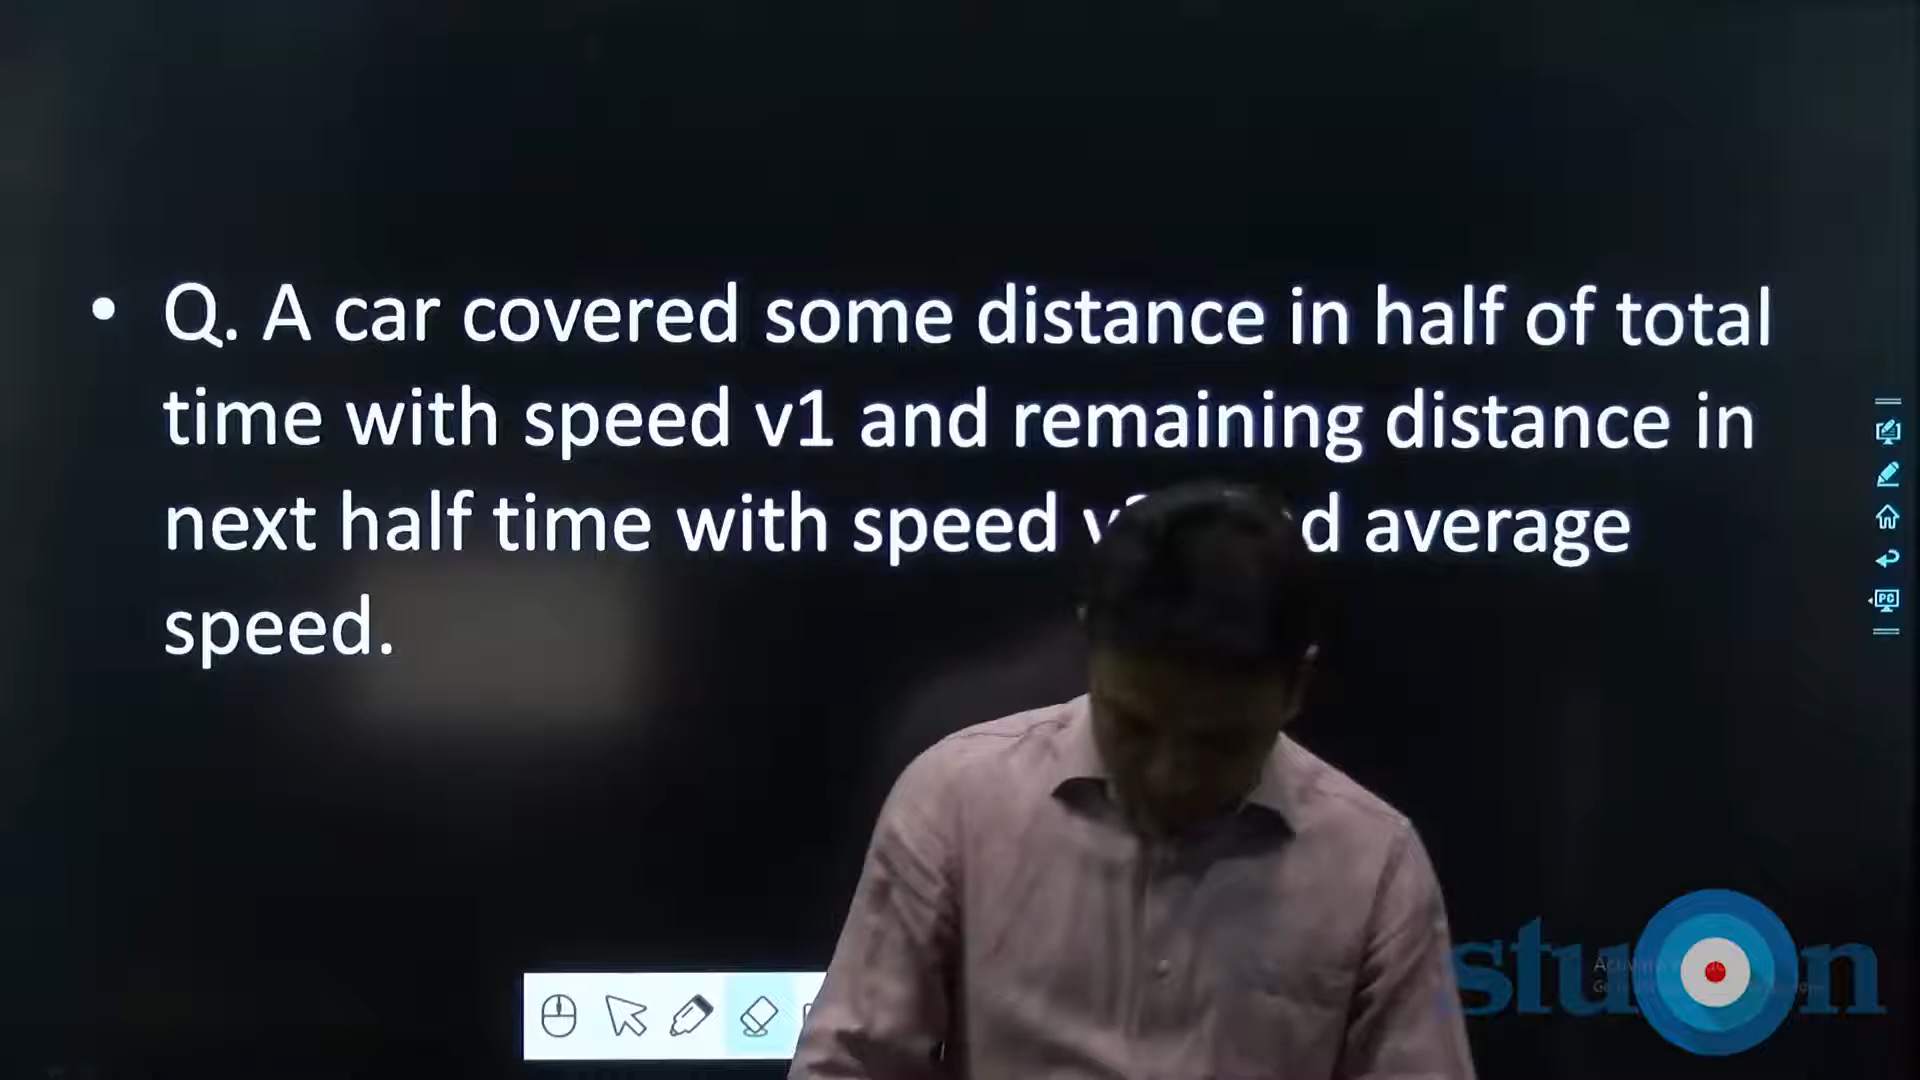 • Q. A car covered some distance in half of total
time with speed v1 and remaining distance in
next half time with speed average
speed.
PC